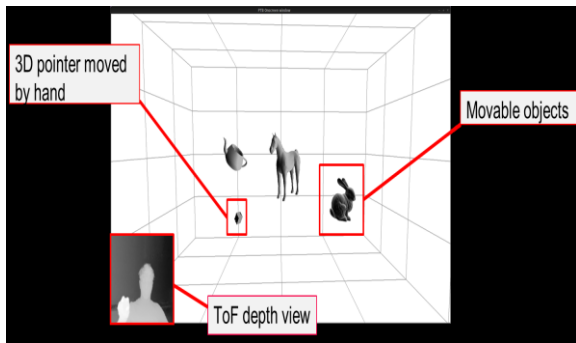 3D pointer moved
by hand
Movable objects
ToF depth view